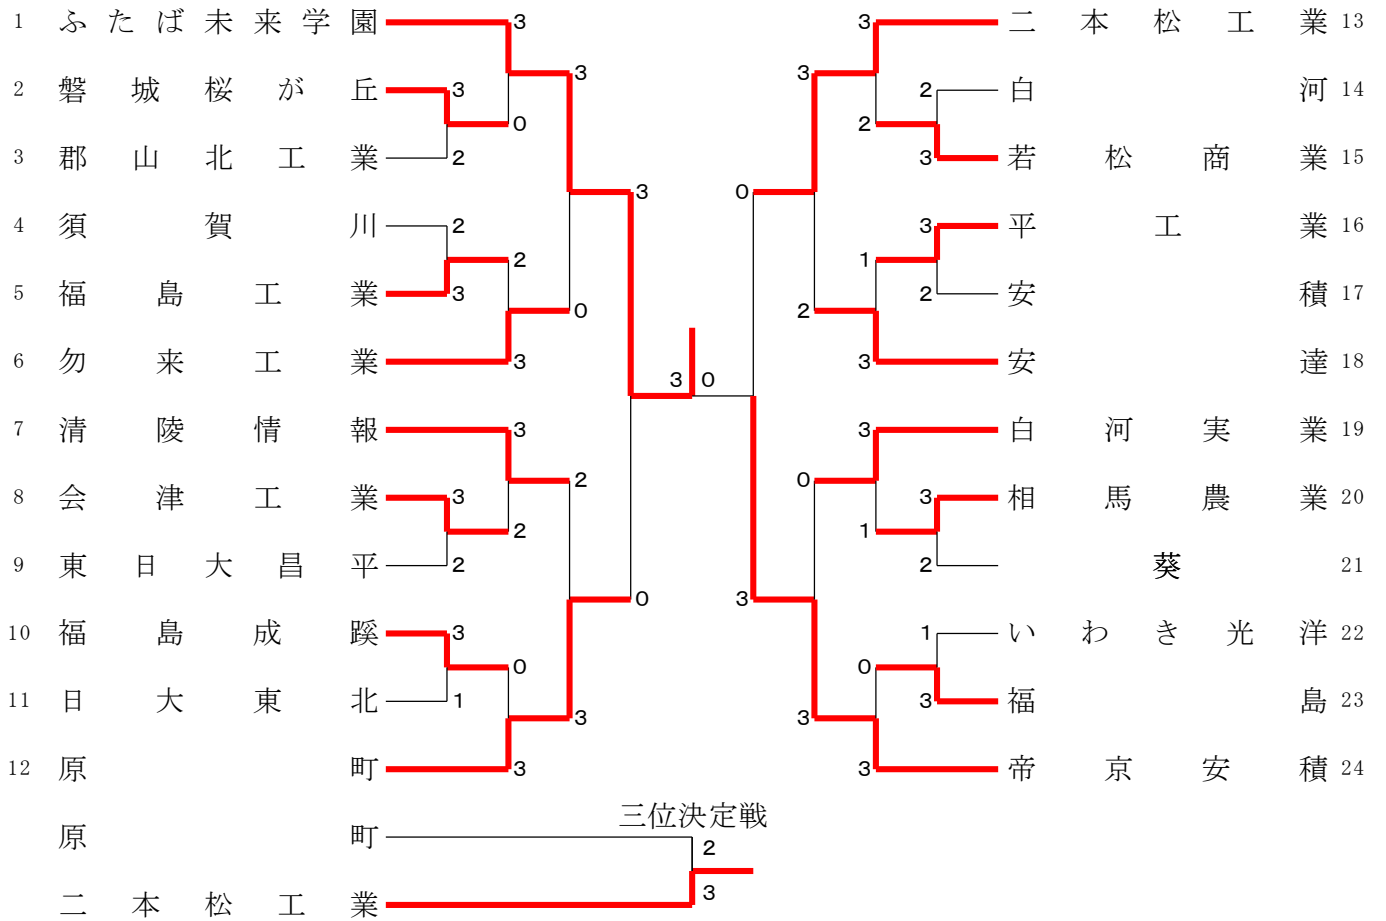 1 ふたば未来学園 3 3 二本松工業 13
3 3
2 磐城桜が丘 3 2 白河 14
0 2
3 郡山北工業 2 3 若松商業 15
3 0
4 須賀川 2 3 平工業 16
2 1
5 福島工業 3 2 安積 17
0 2
6 勿来工業 3 3 安達 18
3 0
7 清陵情報 3 3 白河実業 19
2 0
8 会津工業 3 3 相馬農業 20
2 1
9 東日大昌平 2 2 葵 21
0 3
10 福島成蹊 3 1 いわき光洋 22
0 0
11 日大東北 1 3 福島 23
3 3
12 原町 3 3 帝京安積 24
三位決定戦
原町 2
二本松工業 3